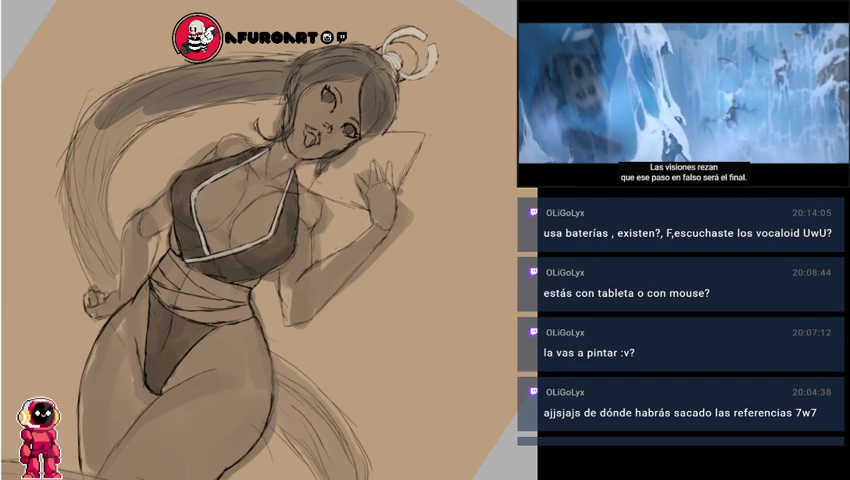 AFUROART
Las visiones rezan
que ese paso en falso será el final.
OLiGoLyx
20:14:05
usa baterías , existen?, F,escuchaste los vocaloid UwU?
OLiGoLyx
20:08:44
estás con tableta o con mouse?
OLiGoLyx
20:07:12
la vas a pintar :v?
OLiGoLyx
20:04:38
ajjsjajs de dónde habrás sacado las referencias 7w7